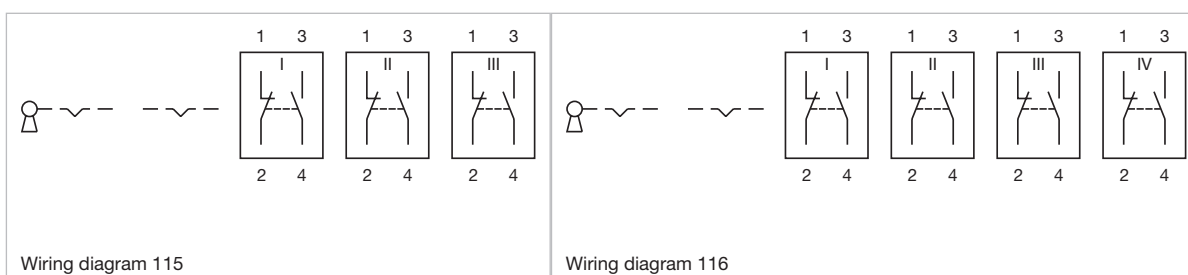 1 3 1 3 1 3
I II III
2 4 2 4 2 4
Wiring diagram 115
1 3 1 3 1 3 1 3
I II III IV
2 4 2 4 2 4 2 4
Wiring diagram 116